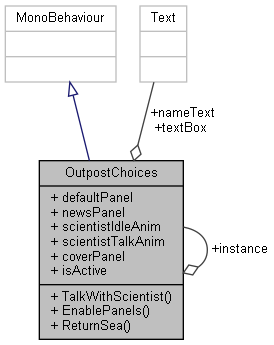 MonoBehaviour
Text
+nameText
+textBox
OutpostChoices
+ defaultPanel
+ newsPanel
+ scientistIdleAnim
+ scientistTalkAnim
+ coverPanel
+ isActive
+instance
+ TalkWithScientist()
+ EnablePanels()
+ ReturnSea()